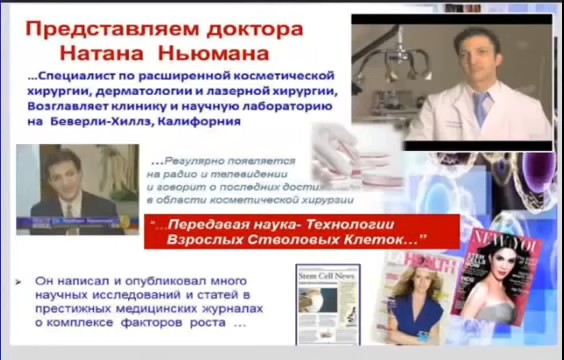 Представляем доктора
Натана Ньюмана
...Специалист по расширенной косметической
хирургии, дерматологии и лазерной хирургии,
Возглавляет клинику и научную лабораторию
на Беверли-Хиллз, Калифорния
...Регулярно появляется
на радио и телевидении
и говорит о последних дости
в области косметической хирургии
"...Передавая наука- Технологии
Взрослых Стволовых Клеток..."
Он написал и опубликовал много
научных исследований и статей в
престижных медицинских журналах
о комплексе факторов роста ...
Stem Cell News
HEALTH
NEW YOU